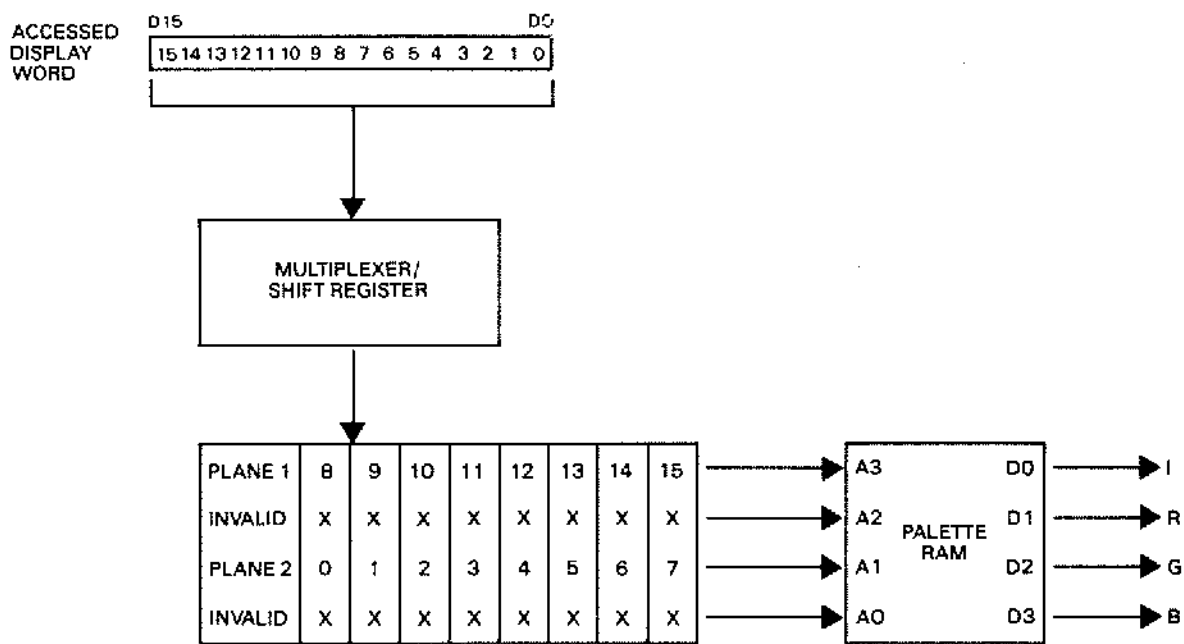 ACCESSED
DISPLAY
WORD
D15 D0
15 14 13 12 11 10 9 8 7 6 5 4 3 2 1 0
MULTIPLEXER/
SHIFT REGISTER
PLANE 1 8 9 10 11 12 13 14 15
INVALID X X X X X X X X
PLANE 2 0 1 2 3 4 5 6 7
INVALID X X X X X X X X
A3 D0 I
A2 D1 R
PALETTE
RAM
A1 D2 G
A0 D3 B